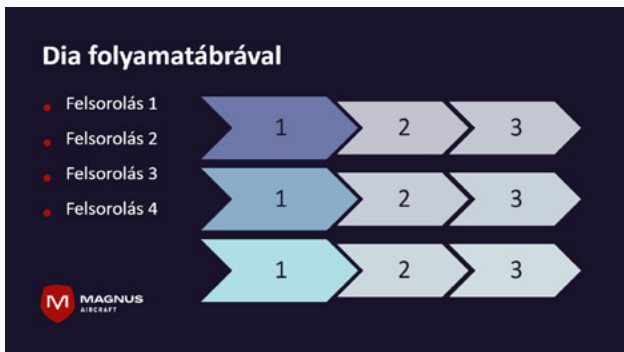 Dia folyamatábrával
Felsorolás 1
Felsorolás 2
Felsorolás 3
Felsorolás 4
1 2 3
1 2 3
1 2 3
M MAGNUS
AIRCRAFT